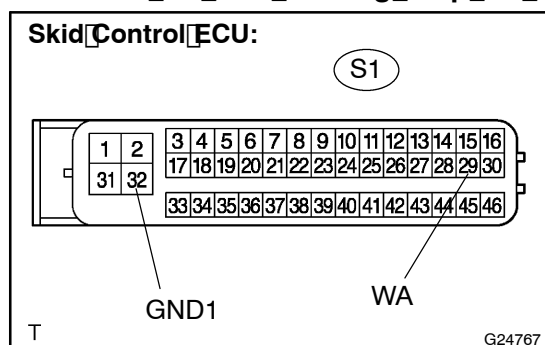 Skid Control ECU:
S1
1 2 3 4 5 6 7 8 9 10 11 12 13 14 15 16
17 18 19 20 21 22 23 24 25 26 27 28 29 30
31 32
33 34 35 36 37 38 39 40 41 42 43 44 45 46
GND1 WA
T G24767